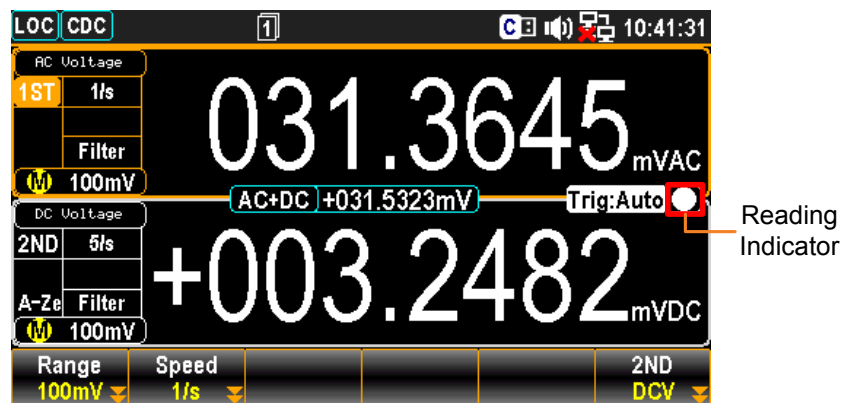 LOC CDC 1 C 10:41:31
AC Voltage
1ST 1/s
Filter
M 100mV
031.3645 mVAC
AC+DC +031.5323mV Trig:Auto
Reading
Indicator
DC Voltage
2ND 5/s
A-Ze Filter
M 100mV
+003.2482 mVDC
Range Speed 2ND
100mV 1/s DCV